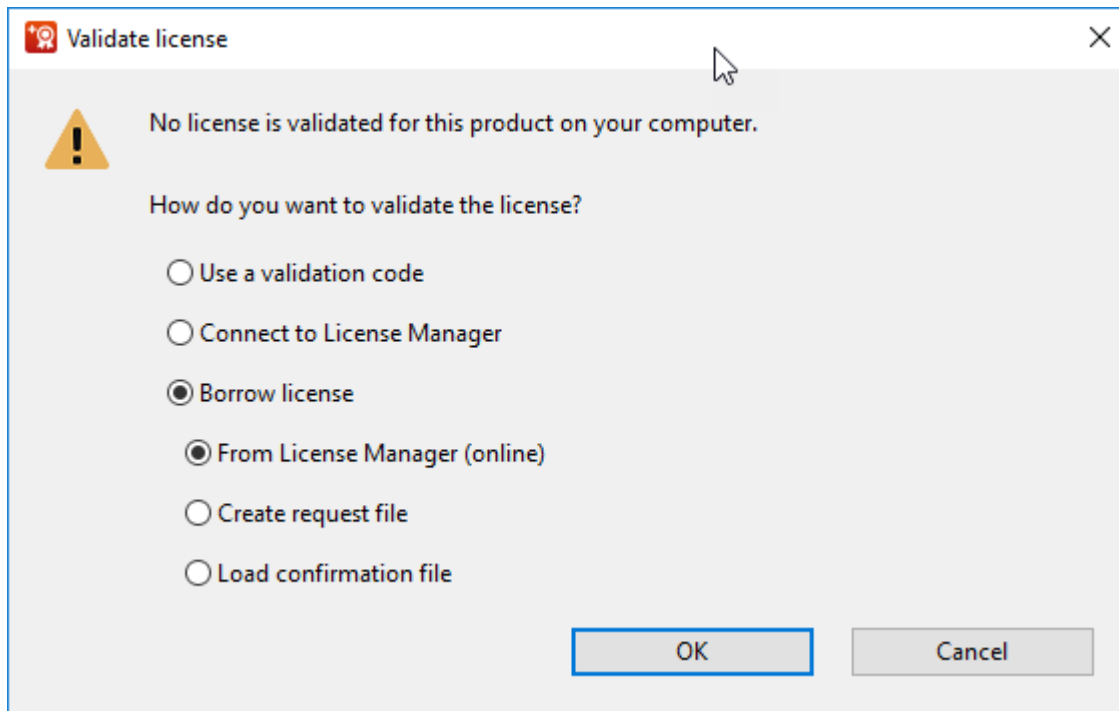 Validate license
No license is validated for this product on your computer.
How do you want to validate the license?
Use a validation code
Connect to License Manager
Borrow license
From License Manager (online)
Create request file
Load confirmation file
OK Cancel